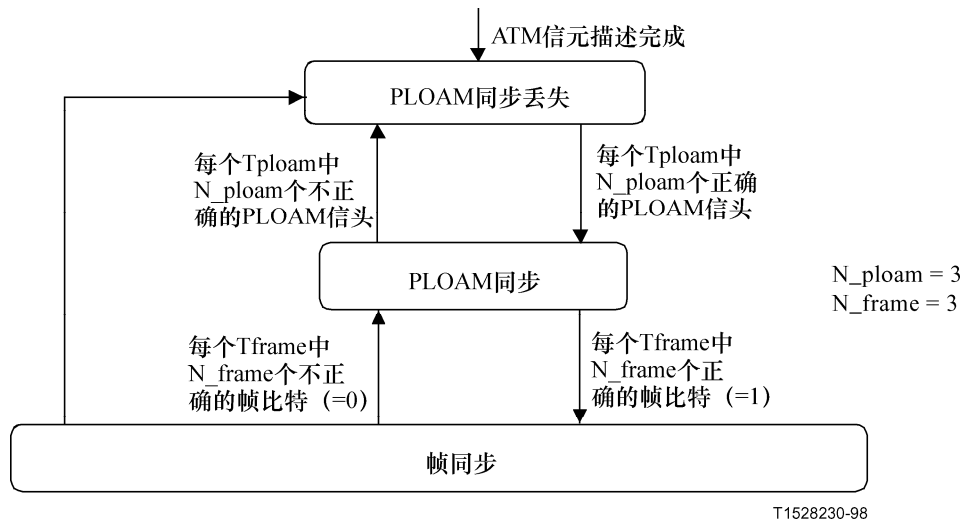 ATM信元描述完成
PLOAM同步丢失
每个Tploam中
N_ploam个不正
确的PLOAM信头
每个Tploam中
N_ploam个正确
的PLOAM信头
PLOAM同步
N_ploam = 3
N_frame = 3
每个Tframe中
N_frame个不正
确的帧比特（=0）
每个Tframe中
N_frame个正
确的帧比特（=1）
帧同步
T1528230-98